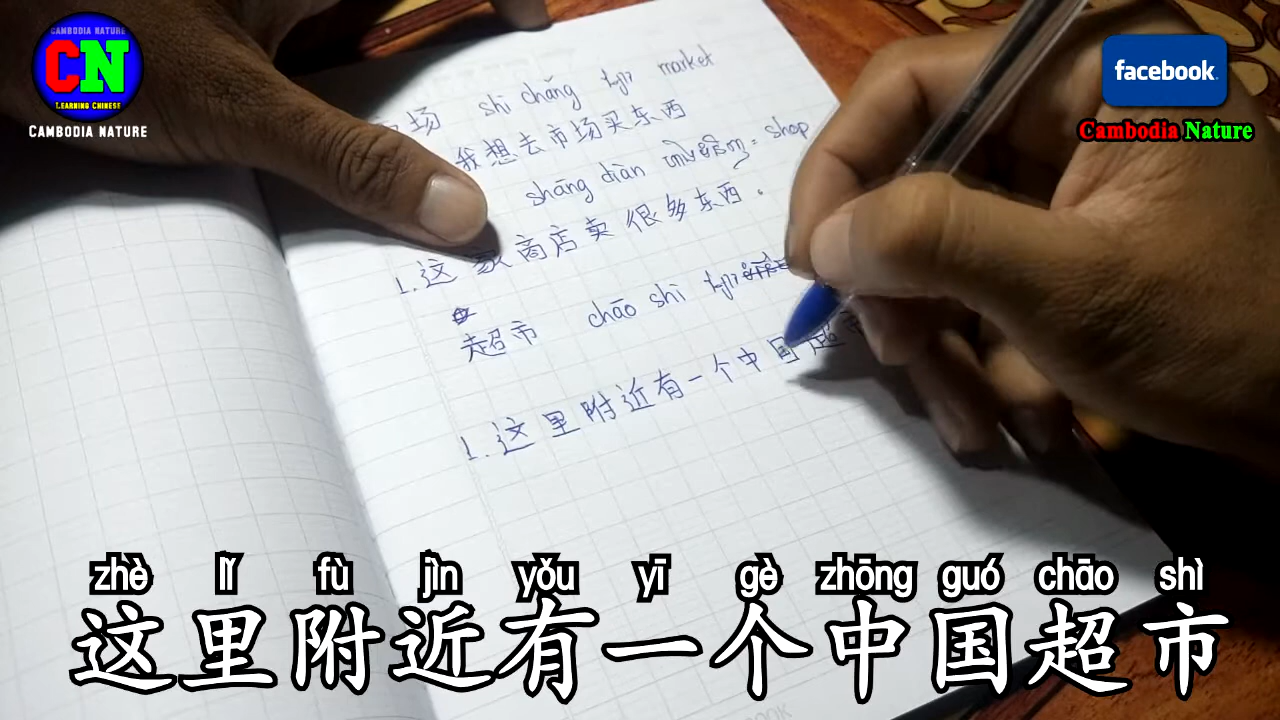 CAMBODIA NATURE
CN
LEARNING CHINESE
CAMBODIA NATURE
facebook
Cambodia Nature
场 shì chǎng market
我想去市场买东西
shāng diàn shop
1.这家商店卖很多东西.
超市 chāo shì
1.这里附近有一个中国超市
zhè lǐ fù jìn yǒu yī gè zhōng guó chāo shì
这里附近有一个中国超市